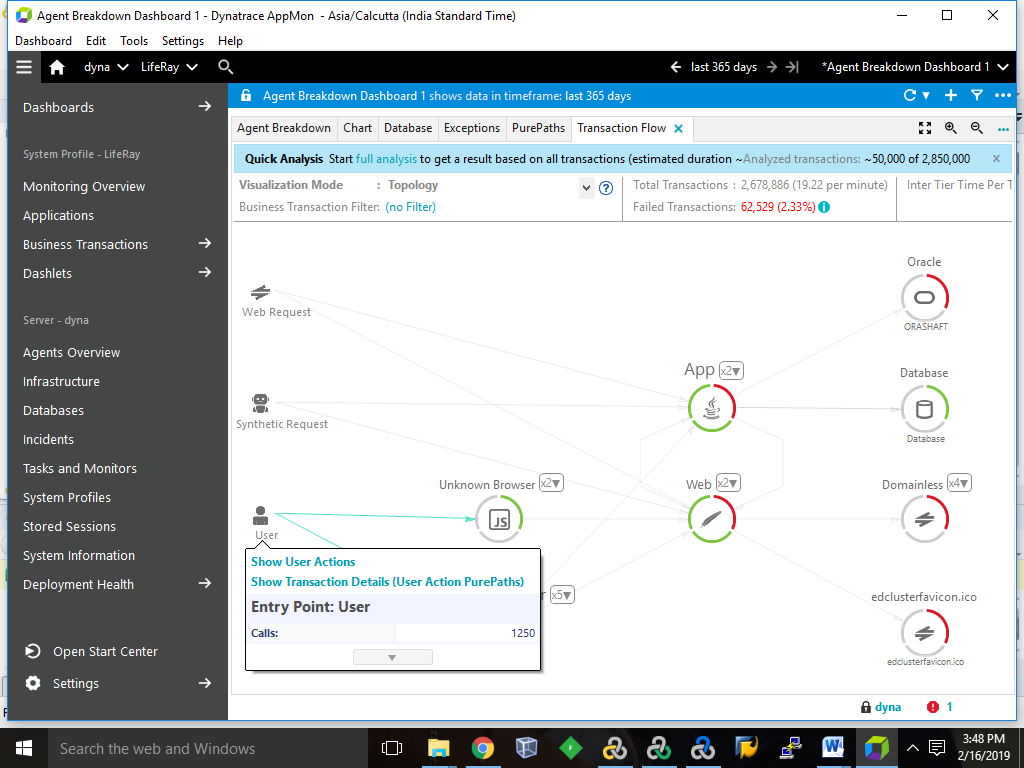 Agent Breakdown Dashboard 1 - Dynatrace AppMon - Asia/Calcutta (India Standard Time)
Dashboard Edit Tools Settings Help
dyna LifeRay last 365 days *Agent Breakdown Dashboard 1
Dashboards
System Profile - LifeRay
Monitoring Overview
Applications
Business Transactions
Dashlets
Server - dyna
Agents Overview
Infrastructure
Databases
Incidents
Tasks and Monitors
System Profiles
Stored Sessions
System Information
Deployment Health
Open Start Center
Settings
Agent Breakdown Dashboard 1 shows data in timeframe: last 365 days
Agent Breakdown Chart Database Exceptions PurePaths Transaction Flow
Quick Analysis Start full analysis to get a result based on all transactions (estimated duration ~Analyzed transactions: ~50,000 of 2,850,000
Visualization Mode : Topology
Business Transaction Filter: (no Filter)
Total Transactions : 2,678,886 (19.22 per minute)
Failed Transactions: 62,529 (2.33%)
Inter Tier Time Per T
Oracle
ORASHAFT
Web Request
App x2
Database
Database
Synthetic Request
Unknown Browser x2
JS
Web x2
Domainless x4
User
Show User Actions
Show Transaction Details (User Action PurePaths)
Entry Point: User
Calls: 1250
r x5
edclusterfavicon.ico
edclusterfavicon.ico
dyna 1
Search the web and Windows
3:48 PM
2/16/2019